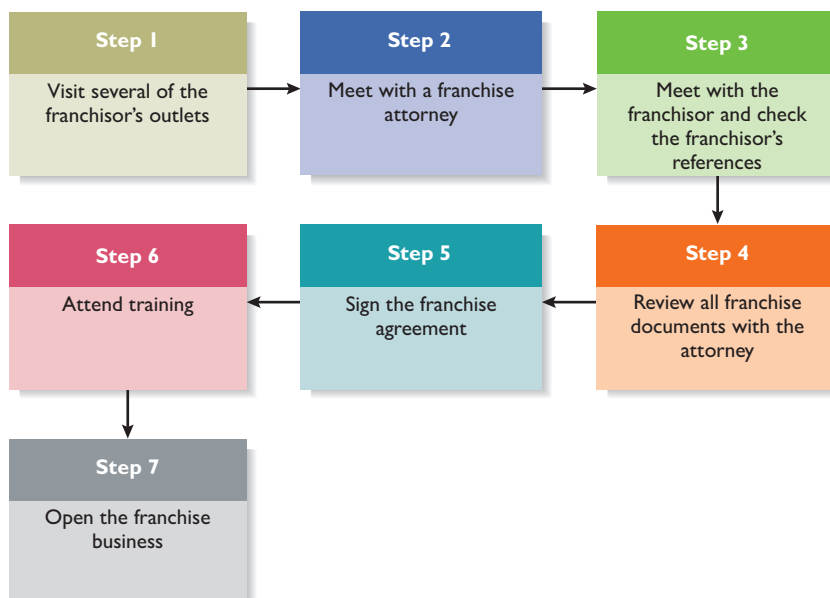 Step 1
Visit several of the
franchisor's outlets
Step 2
Meet with a franchise
attorney
Step 3
Meet with the
franchisor and check
the franchisor's
references
Step 4
Review all franchise
documents with the
attorney
Step 5
Sign the franchise
agreement
Step 6
Attend training
Step 7
Open the franchise
business